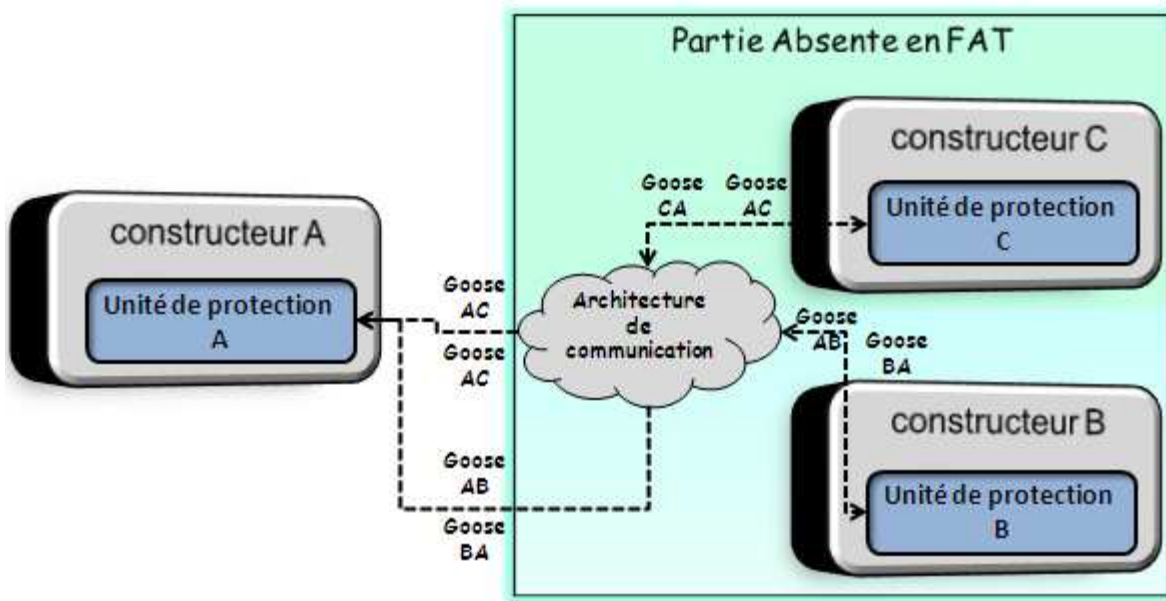 Partie Absente en FAT
constructeur C
Unité de protection
C
Goose
CA
Goose
AC
constructeur A
Unité de protection
A
Goose
AC
Goose
AC
Architecture
de
communication
Goose
AB
Goose
BA
constructeur B
Unité de protection
B
Goose
AB
Goose
BA